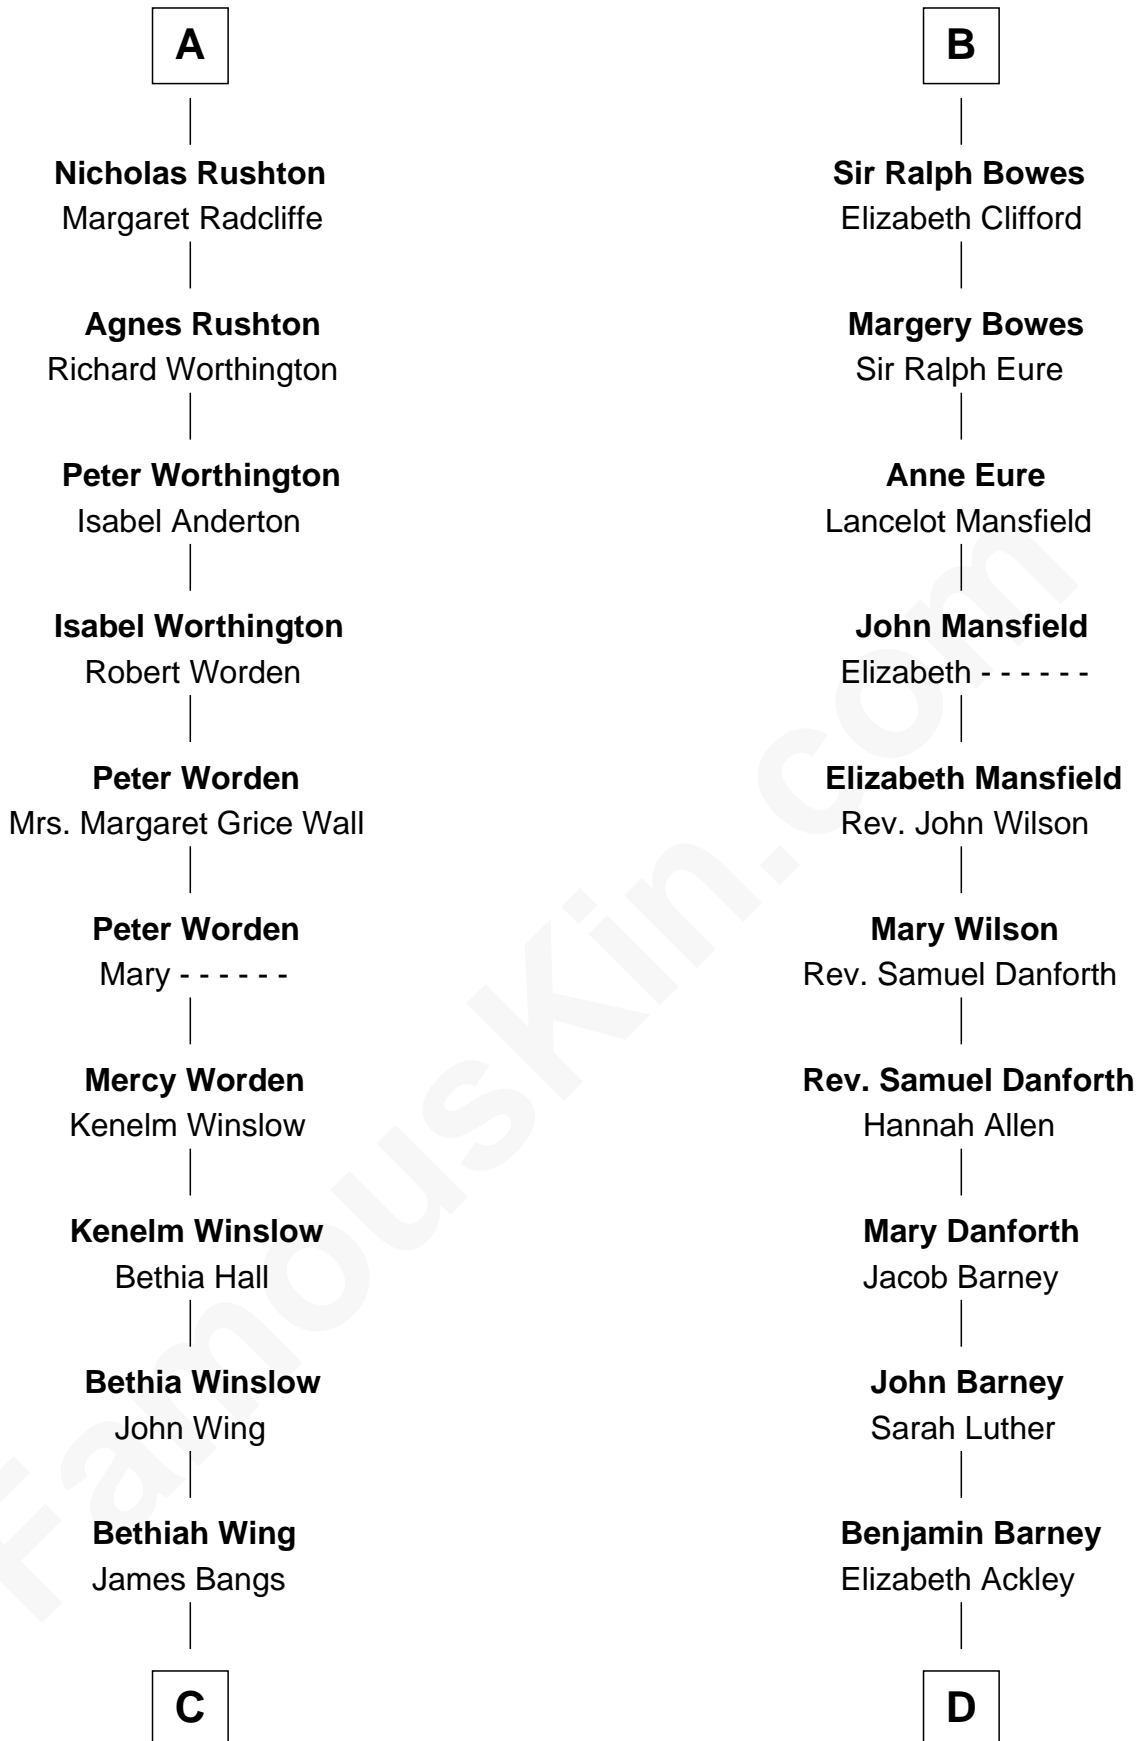 A
Nicholas Rushton
Margaret Radcliffe
Agnes Rushton
Richard Worthington
Peter Worthington
Isabel Anderton
Isabel Worthington
Robert Worden
Peter Worden
Mrs. Margaret Grice Wall
Peter Worden
Mary - - - - - -
Mercy Worden
Kenelm Winslow
Kenelm Winslow
Bethia Hall
Bethia Winslow
John Wing
Bethiah Wing
James Bangs
C
B
Sir Ralph Bowes
Elizabeth Clifford
Margery Bowes
Sir Ralph Eure
Anne Eure
Lancelot Mansfield
John Mansfield
Elizabeth - - - - - -
Elizabeth Mansfield
Rev. John Wilson
Mary Wilson
Rev. Samuel Danforth
Rev. Samuel Danforth
Hannah Allen
Mary Danforth
Jacob Barney
John Barney
Sarah Luther
Benjamin Barney
Elizabeth Ackley
D
FamousKin.com